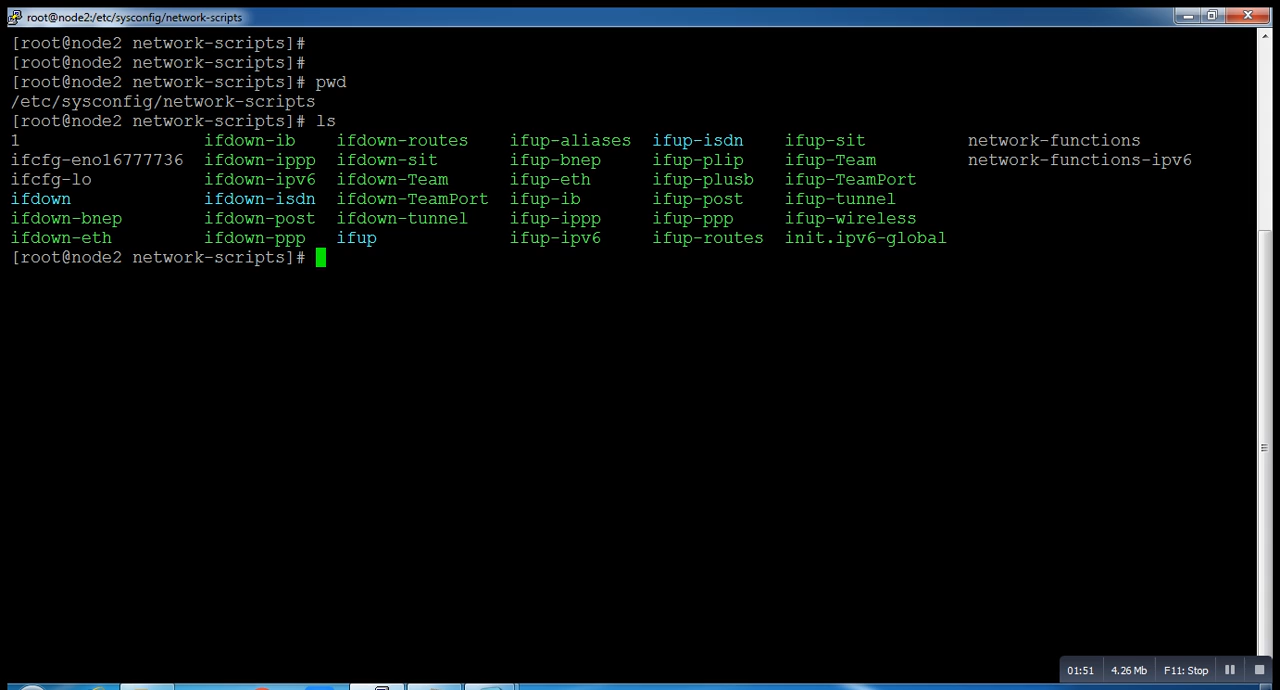 root@node2:/etc/sysconfig/network-scripts
[root@node2 network-scripts]#
[root@node2 network-scripts]#
[root@node2 network-scripts]# pwd
/etc/sysconfig/network-scripts
[root@node2 network-scripts]# ls
1 ifdown-ib ifdown-routes ifup-aliases ifup-isdn ifup-sit network-functions
ifcfg-eno16777736 ifdown-ippp ifdown-sit ifup-bnep ifup-plip ifup-Team network-functions-ipv6
ifcfg-lo ifdown-ipv6 ifdown-Team ifup-eth ifup-plusb ifup-TeamPort
ifdown ifdown-isdn ifdown-TeamPort ifup-ib ifup-post ifup-tunnel
ifdown-bnep ifdown-post ifdown-tunnel ifup-ippp ifup-ppp ifup-wireless
ifdown-eth ifdown-ppp ifup ifup-ipv6 ifup-routes init.ipv6-global
[root@node2 network-scripts]#
01:51 4.26 Mb F11: Stop